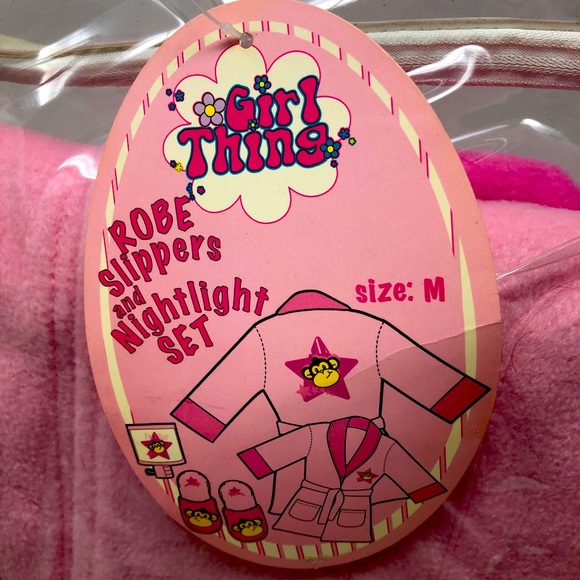 Girl
Thing
ROBE
Slippers
and
Nightlight
SET
size: M